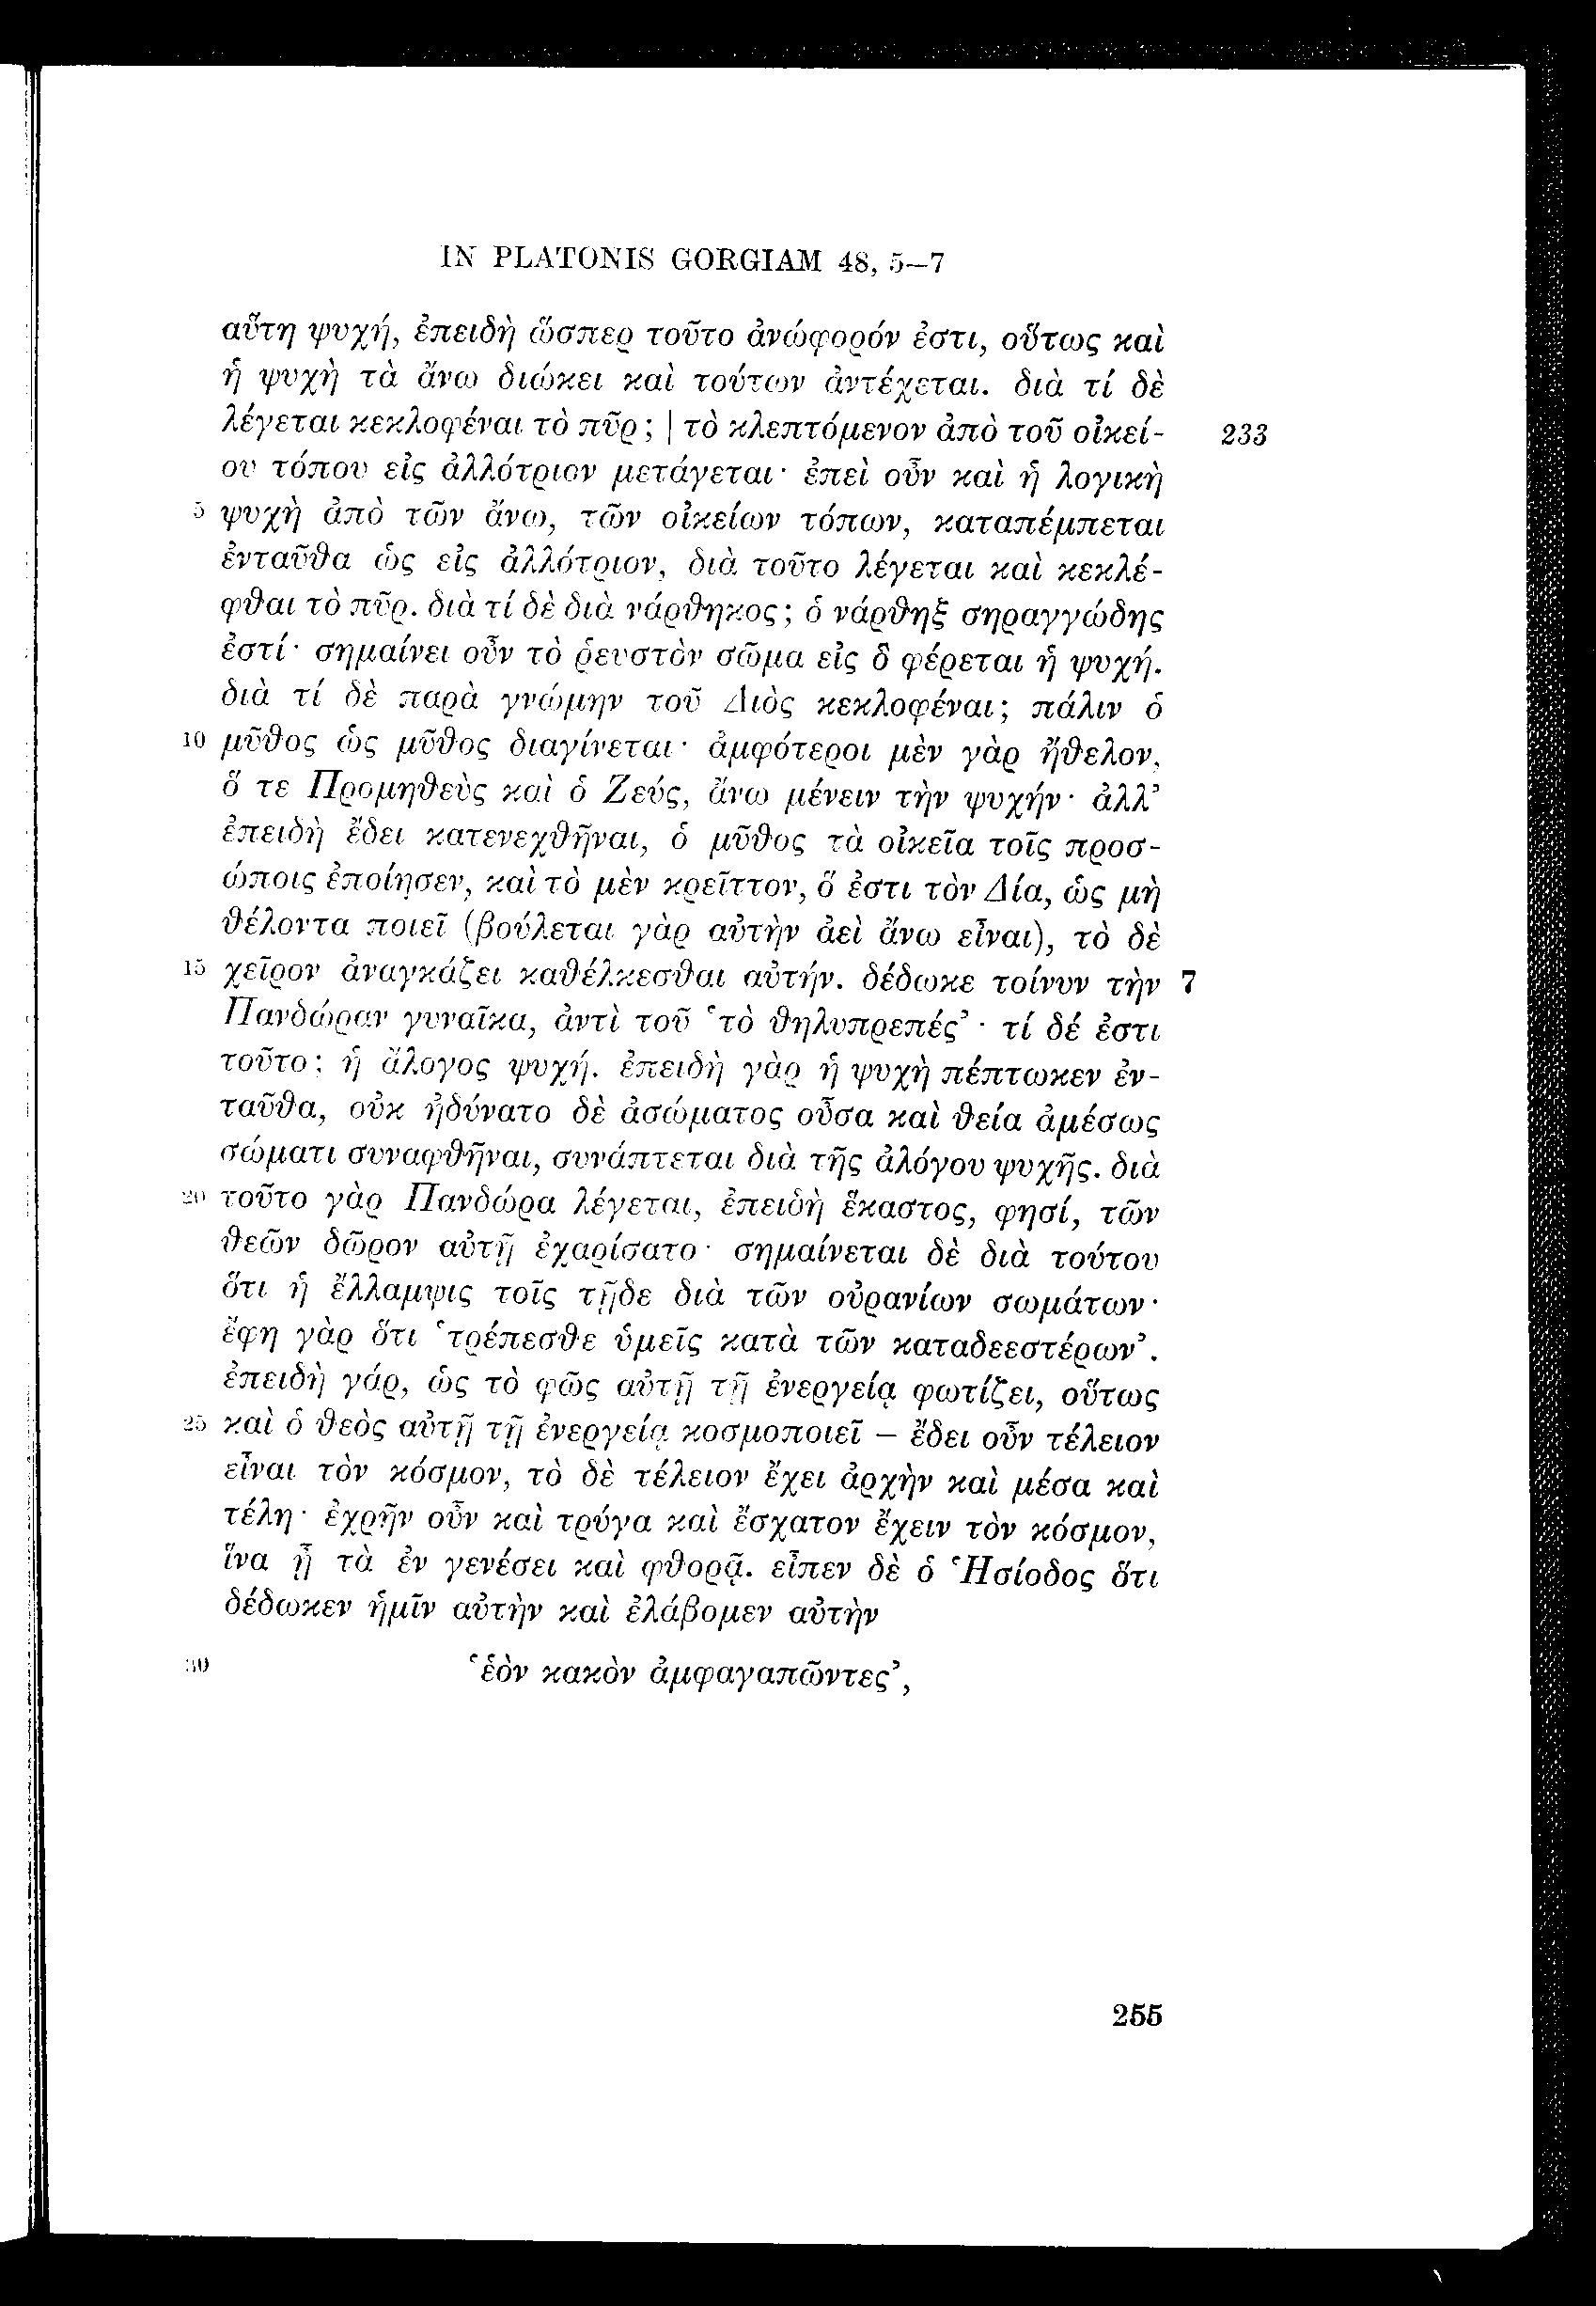 IN PLATONIS GORGIAM 48, 5–7
αὕτη ψυχή, ἐπειδὴ ὥσπερ τοῦτο ἀνώφορόν ἐστι, οὕτως καὶ
ἡ ψυχὴ τὰ ἄνω διώκει καὶ τούτων ἀντέχεται. διὰ τί δὲ
λέγεται κεκλοφέναι τὸ πῦρ; | τὸ κλεπτόμενον ἀπὸ τοῦ οἰκεί- 233
ου τόπου εἰς ἀλλότριον μετάγεται· ἐπεὶ οὖν καὶ ἡ λογικὴ
5 ψυχὴ ἀπὸ τῶν ἄνω, τῶν οἰκείων τόπων, καταπέμπεται
ἐνταῦθα ὡς εἰς ἀλλότριον, διὰ τοῦτο λέγεται καὶ κεκλέ-
φθαι τὸ πῦρ. διὰ τί δὲ διὰ νάρθηκος; ὁ νάρθηξ σηραγγώδης
ἐστί· σημαίνει οὖν τὸ ῥευστὸν σῶμα εἰς ὃ φέρεται ἡ ψυχή.
διὰ τί δὲ παρὰ γνώμην τοῦ Διὸς κεκλοφέναι; πάλιν ὁ
10 μῦθος ὡς μῦθος διαγίνεται· ἀμφότεροι μὲν γὰρ ἤθελον,
ὅ τε Προμηθεὺς καὶ ὁ Ζεύς, ἄνω μένειν τὴν ψυχήν· ἀλλ’
ἐπειδὴ ἔδει κατενεχθῆναι, ὁ μῦθος τὰ οἰκεῖα τοῖς προσ-
ώποις ἐποίησεν, καὶ τὸ μὲν κρεῖττον, ὅ ἐστι τὸν Δία, ὡς μὴ
θέλοντα ποιεῖ (βούλεται γὰρ αὐτὴν ἀεὶ ἄνω εἶναι), τὸ δὲ
15 χεῖρον ἀναγκάζει καθέλκεσθαι αὐτήν. δέδωκε τοίνυν τὴν 7
Πανδώραν γυναῖκα, ἀντὶ τοῦ ‘τὸ θηλυπρεπές’· τί δέ ἐστι
τοῦτο; ἡ ἄλογος ψυχή. ἐπειδὴ γὰρ ἡ ψυχὴ πέπτωκεν ἐν-
ταῦθα, οὐκ ἠδύνατο δὲ ἀσώματος οὖσα καὶ θεία ἀμέσως
σώματι συναφθῆναι, συνάπτεται διὰ τῆς ἀλόγου ψυχῆς. διὰ
20 τοῦτο γὰρ Πανδώρα λέγεται, ἐπειδὴ ἕκαστος, φησί, τῶν
θεῶν δῶρον αὐτῇ ἐχαρίσατο· σημαίνεται δὲ διὰ τούτου
ὅτι ἡ ἔλλαμψις τοῖς τῇδε διὰ τῶν οὐρανίων σωμάτων·
ἔφη γὰρ ὅτι ‘τρέπεσθε ὑμεῖς κατὰ τῶν καταδεεστέρων’.
ἐπειδὴ γάρ, ὡς τὸ φῶς αὐτῇ τῇ ἐνεργείᾳ φωτίζει, οὕτως
25 καὶ ὁ θεὸς αὐτῇ τῇ ἐνεργείᾳ κοσμοποιεῖ – ἔδει οὖν τέλειον
εἶναι τὸν κόσμον, τὸ δὲ τέλειον ἔχει ἀρχὴν καὶ μέσα καὶ
τέλη· ἐχρῆν οὖν καὶ τρύγα καὶ ἔσχατον ἔχειν τὸν κόσμον,
ἵνα ᾖ τὰ ἐν γενέσει καὶ φθορᾷ. εἶπεν δὲ ὁ Ἡσίοδος ὅτι
δέδωκεν ἡμῖν αὐτὴν καὶ ἐλάβομεν αὐτὴν
30 ‘ἑὸν κακὸν ἀμφαγαπῶντες’,
255